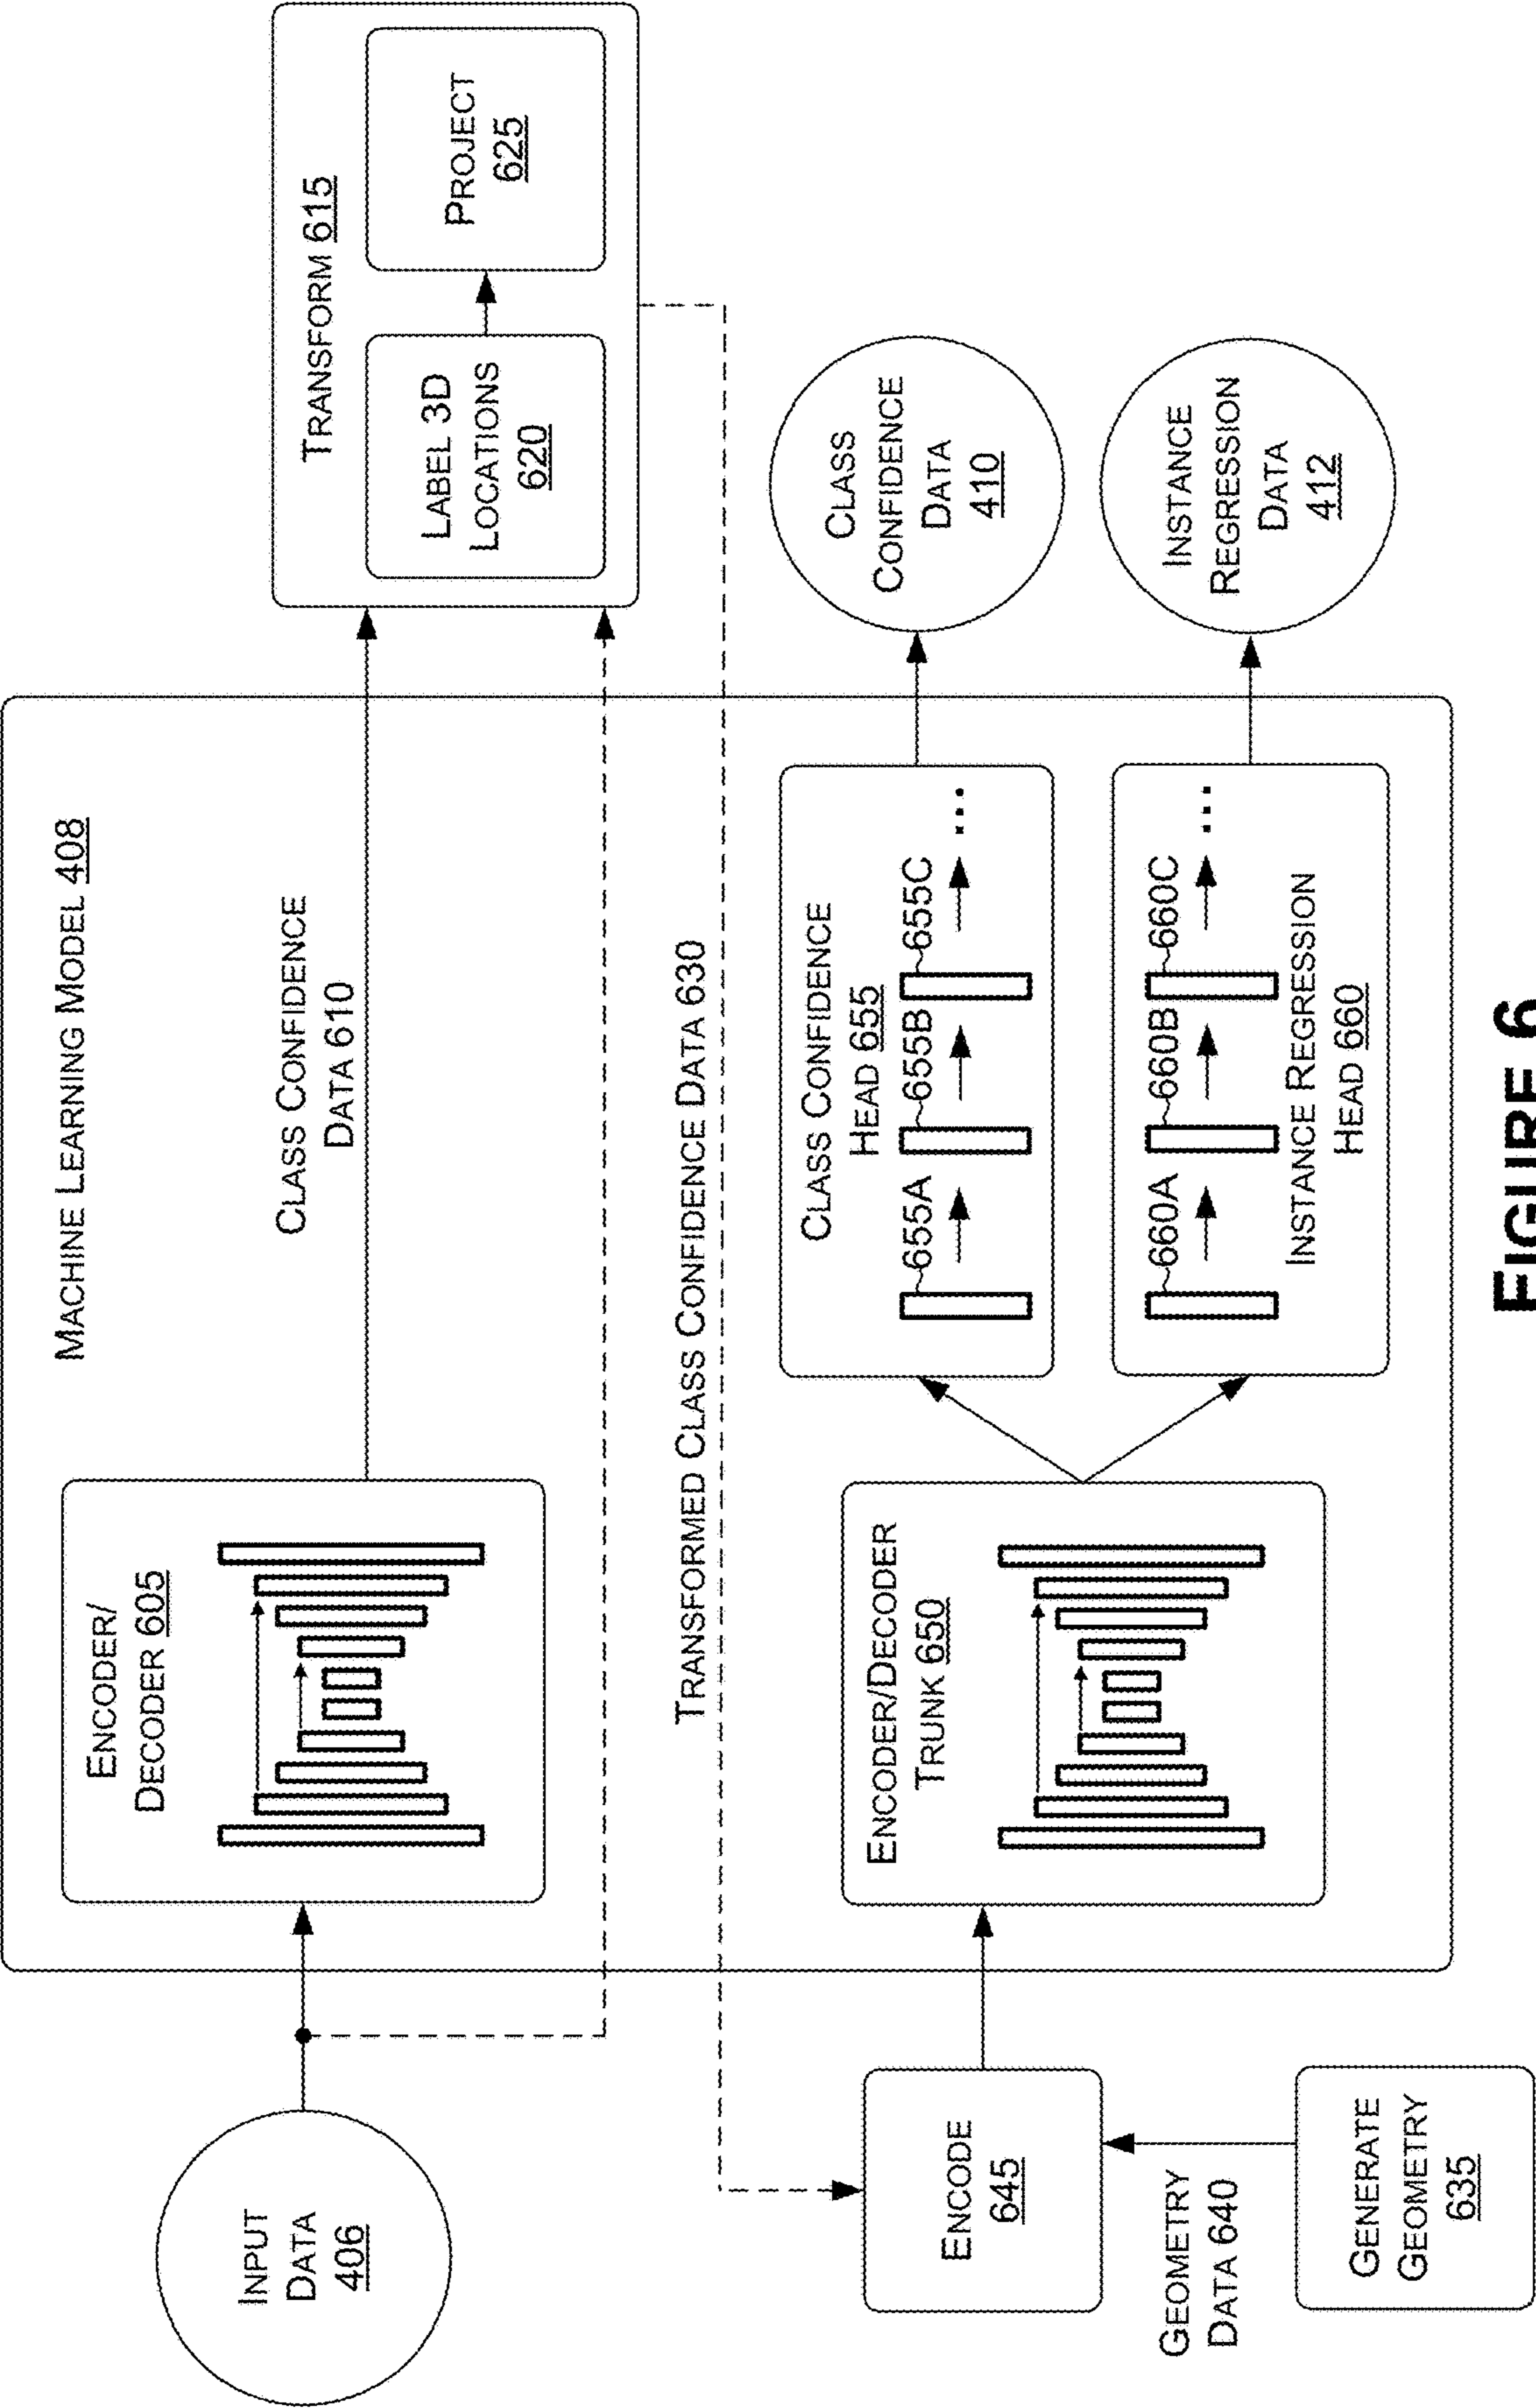 MACHINE LEARNING MODEL 408
INPUT
DATA
406
ENCODER/
DECODER 605
CLASS CONFIDENCE
DATA 610
TRANSFORM 615
LABEL 3D
LOCATIONS
620
PROJECT
625
TRANSFORMED CLASS CONFIDENCE DATA 630
ENCODE
645
GEOMETRY
DATA 640
GENERATE
GEOMETRY
635
ENCODER/DECODER
TRUNK 650
CLASS CONFIDENCE
HEAD 655
655A 655B 655C
...
660A 660B 660C
...
INSTANCE REGRESSION
HEAD 660
CLASS
CONFIDENCE
DATA
410
INSTANCE
REGRESSION
DATA
412
FIGURE 6